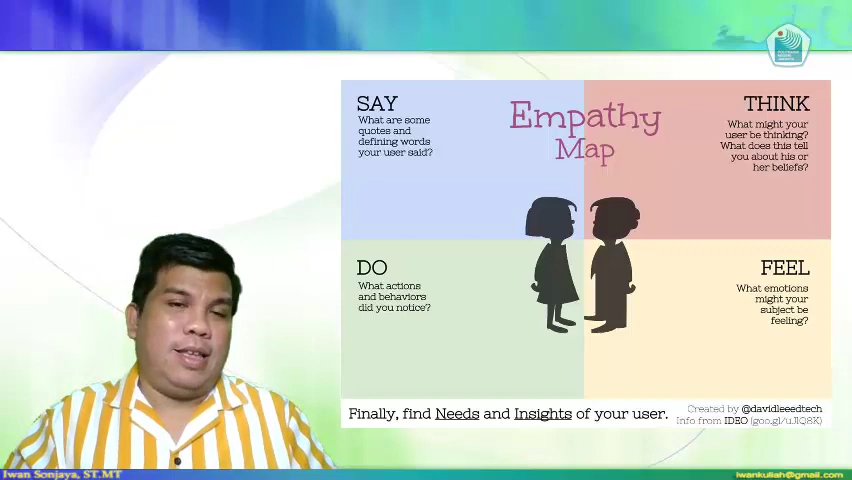 SAY
What are some
quotes and
defining words
your user said?
Empathy
Map
THINK
What might your
user be thinking?
What does this tell
you about his or
her beliefs?
DO
What actions
and behaviors
did you notice?
FEEL
What emotions
might your
subject be
feeling?
Finally, find Needs and Insights of your user.
Created by @davidleeedtech
Info from IDEO (goo.gl/uJ1Q8K)
Iwan Sonjaya, ST.MT
iwankuliah@gmail.com